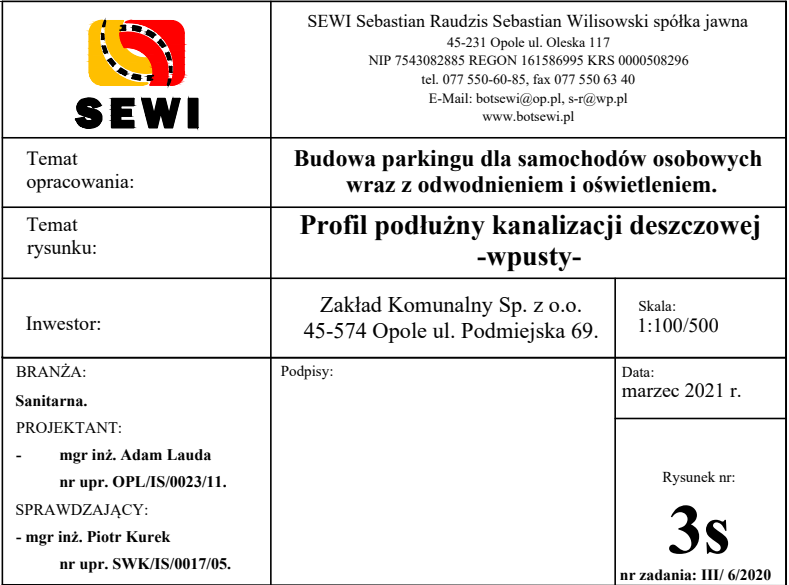 SEWI
SEWI Sebastian Raudzis Sebastian Wilisowski spółka jawna
45-231 Opole ul. Oleska 117
NIP 7543082885 REGON 161586995 KRS 0000508296
tel. 077 550-60-85, fax 077 550 63 40
E-Mail: botsewi@op.pl, s-r@wp.pl
www.botsewi.pl
Temat
opracowania:
Budowa parkingu dla samochodów osobowych
wraz z odwodnieniem i oświetleniem.
Temat
rysunku:
Profil podłużny kanalizacji deszczowej
-wpusty-
Inwestor:
Zakład Komunalny Sp. z o.o.
45-574 Opole ul. Podmiejska 69.
Skala:
1:100/500
BRANŻA:
Sanitarna.
PROJEKTANT:
- mgr inż. Adam Lauda
nr upr. OPL/IS/0023/11.
SPRAWDZAJĄCY:
- mgr inż. Piotr Kurek
nr upr. SWK/IS/0017/05.
Podpisy:
Data:
marzec 2021 r.
Rysunek nr:
3s
nr zadania: III/ 6/2020